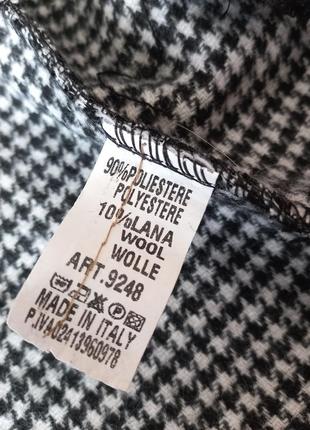 90%POLIESTERE
POLYESTERE
10%LANA
WOOL
WOLLE
ART.9248
MADE IN ITALY
P.IVA02413960978